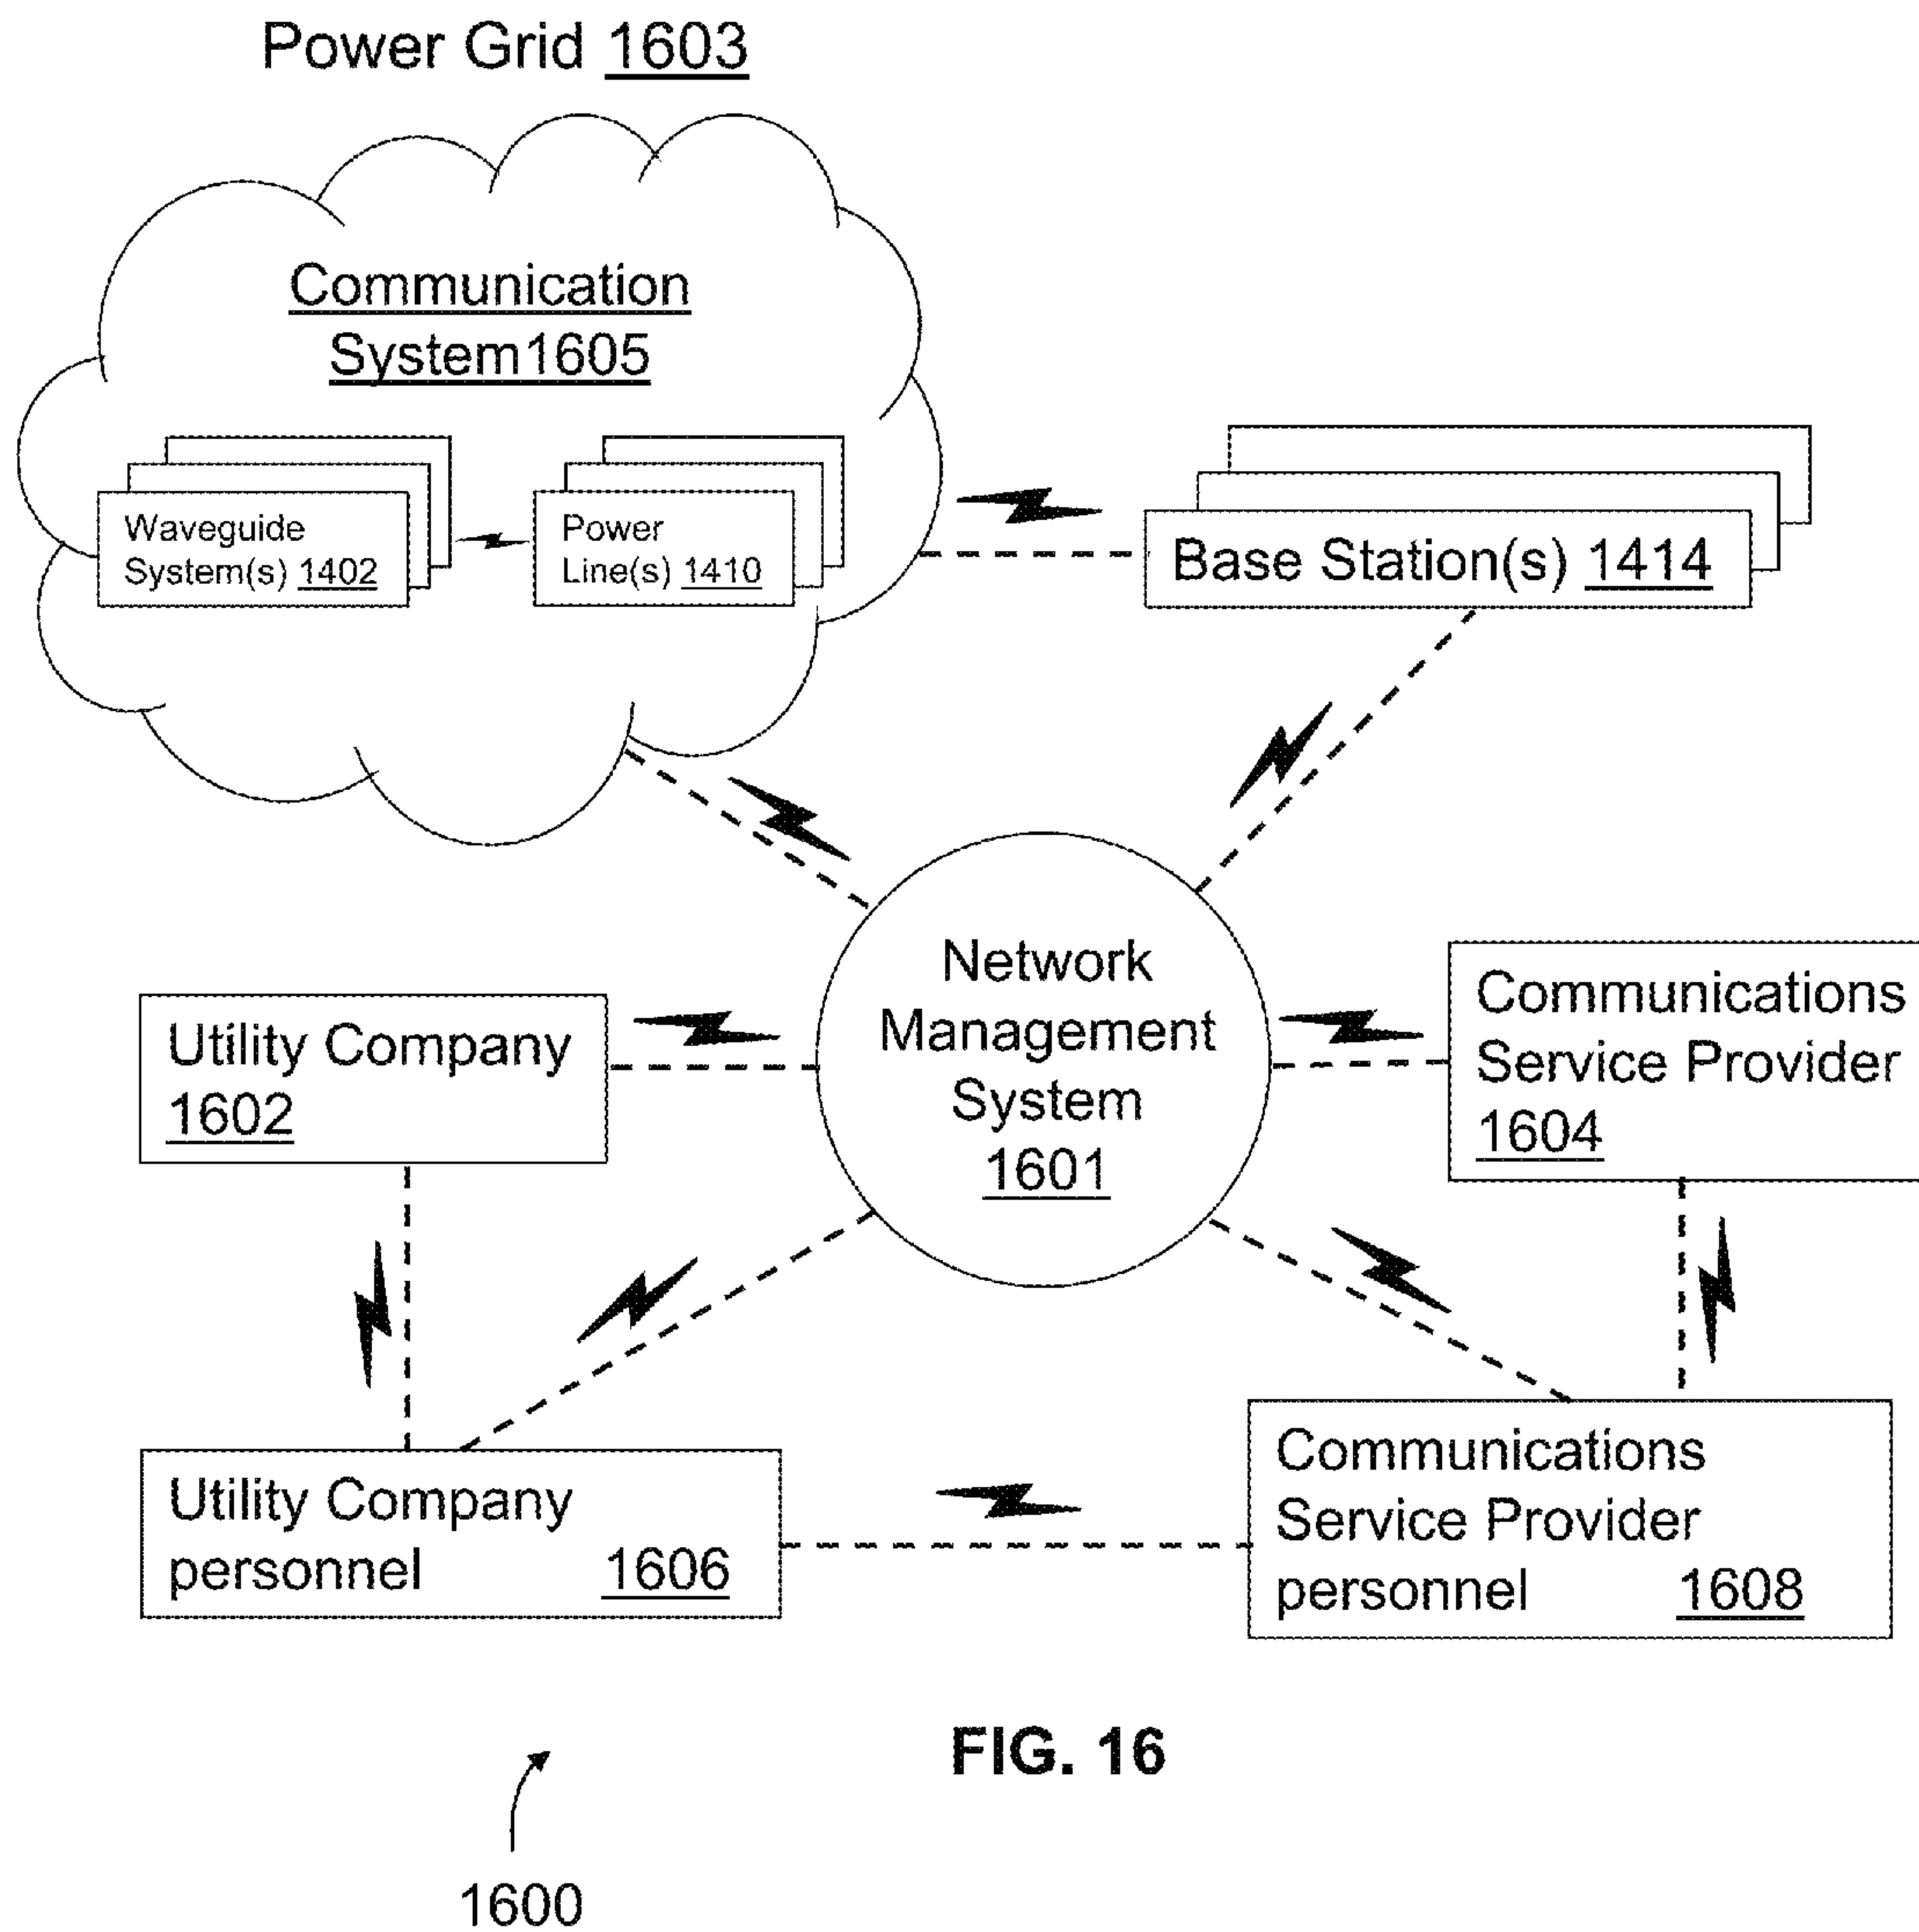 Power Grid 1603
Communication
System1605
Waveguide
System(s) 1402
Power
Line(s) 1410
Base Station(s) 1414
Network
Management
System
1601
Utility Company
1602
Communications
Service Provider
1604
Utility Company
personnel 1606
Communications
Service Provider
personnel 1608
FIG. 16
1600